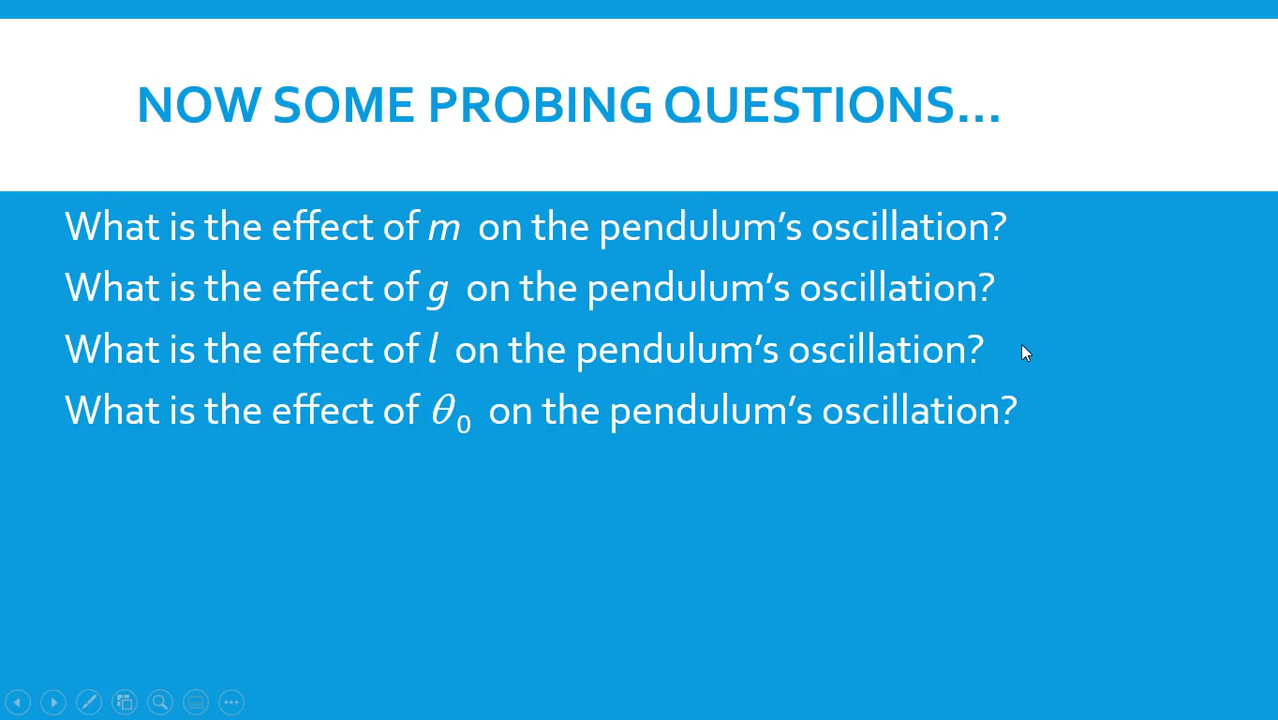 NOW SOME PROBING QUESTIONS...
What is the effect of m on the pendulum's oscillation?
What is the effect of g on the pendulum's oscillation?
What is the effect of l on the pendulum's oscillation?
What is the effect of θ₀ on the pendulum's oscillation?